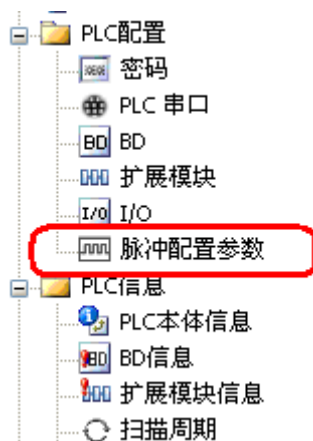 PLC配置
密码
PLC 串口
BD BD
扩展模块
I/O I/O
脉冲配置参数
PLC信息
PLC本体信息
BD BD信息
扩展模块信息
扫描周期